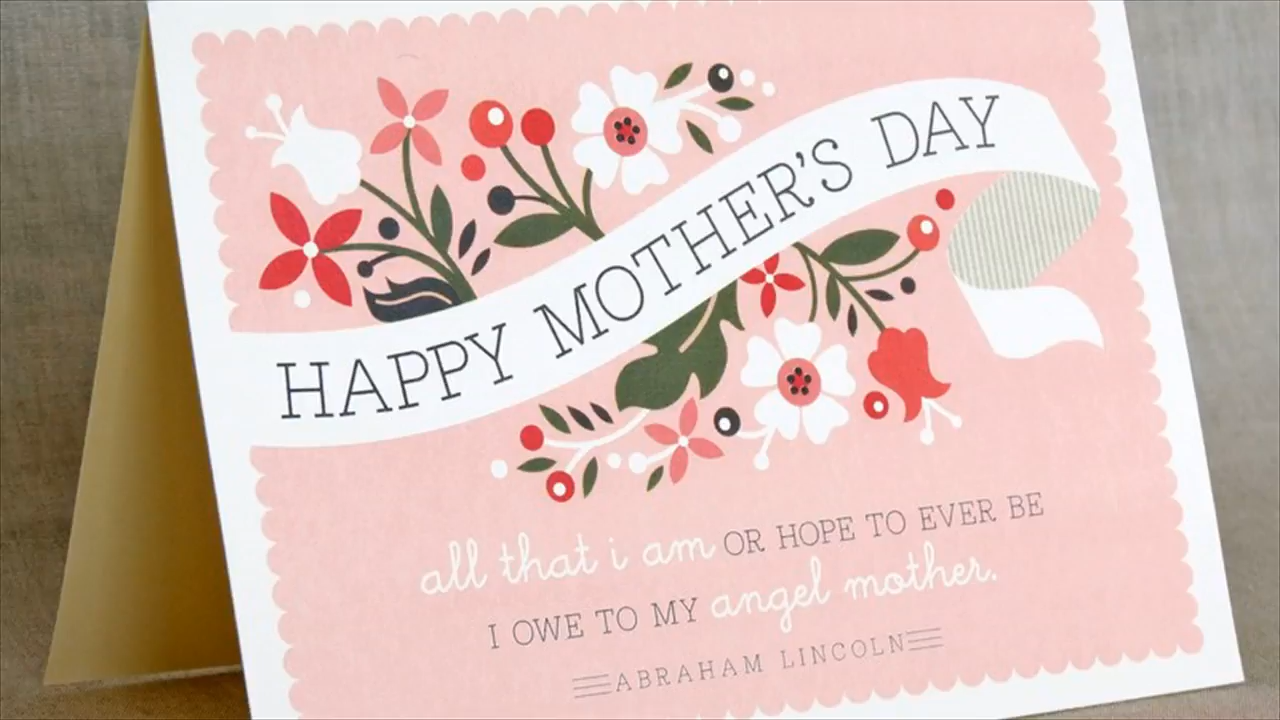 HAPPY MOTHER'S DAY
all that i am OR HOPE TO EVER BE
I OWE TO MY angel mother.
ABRAHAM LINCOLN